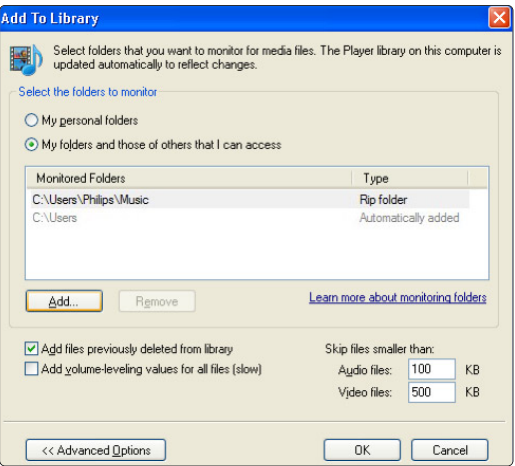 Add To Library
Select folders that you want to monitor for media files. The Player library on this computer is
updated automatically to reflect changes.
Select the folders to monitor
My personal folders
My folders and those of others that I can access
Monitored Folders Type
C:\Users\Philips\Music Rip folder
C:\Users Automatically added
Add... Remove Learn more about monitoring folders
Add files previously deleted from library Skip files smaller than:
Add volume-leveling values for all files (slow) Audio files: 100 KB
Video files: 500 KB
<< Advanced Options OK Cancel